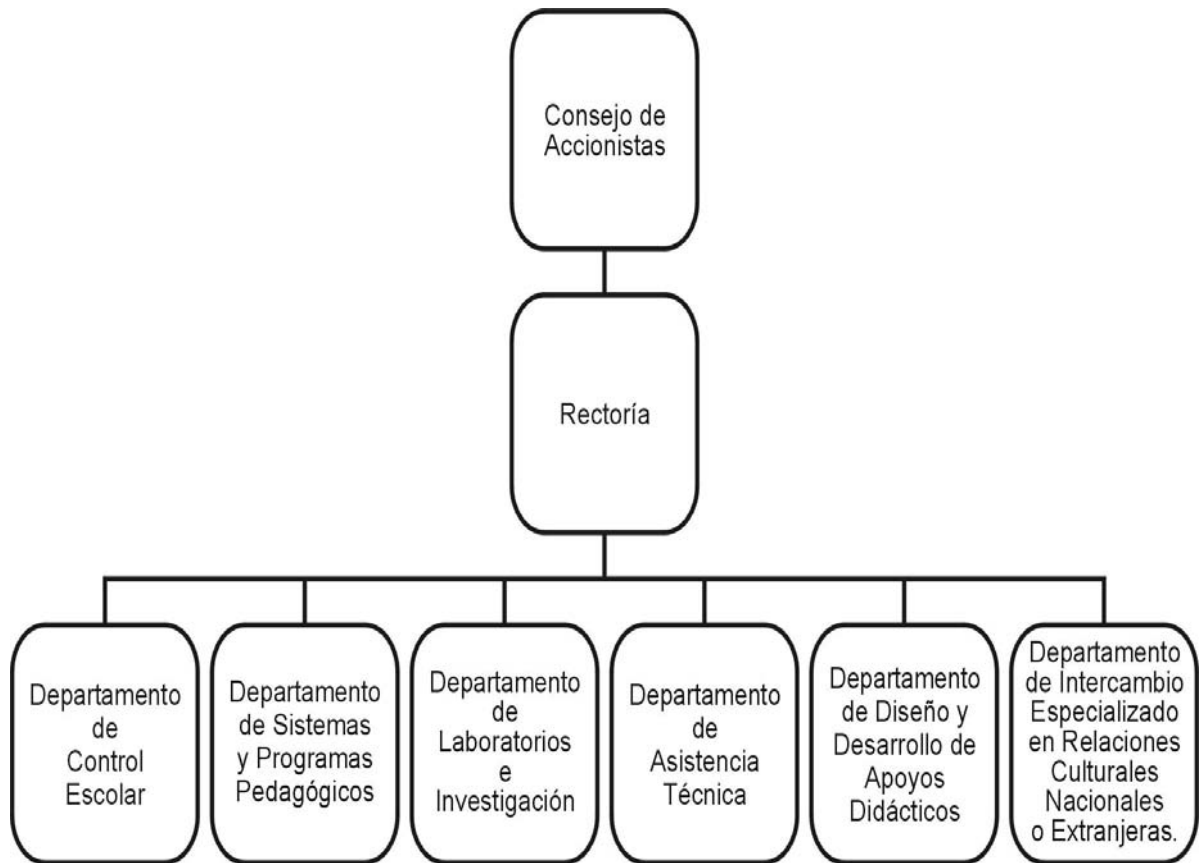 Consejo de
Accionistas
Rectoría
Departamento
de
Control
Escolar
Departamento
de Sistemas
y Programas
Pedagógicos
Departamento
de
Laboratorios
e
Investigación
Departamento
de
Asistencia
Técnica
Departamento
de Diseño y
Desarrollo de
Apoyos
Didácticos
Departamento
de Intercambio
Especializado
en Relaciones
Culturales
Nacionales
o Extranjeras.